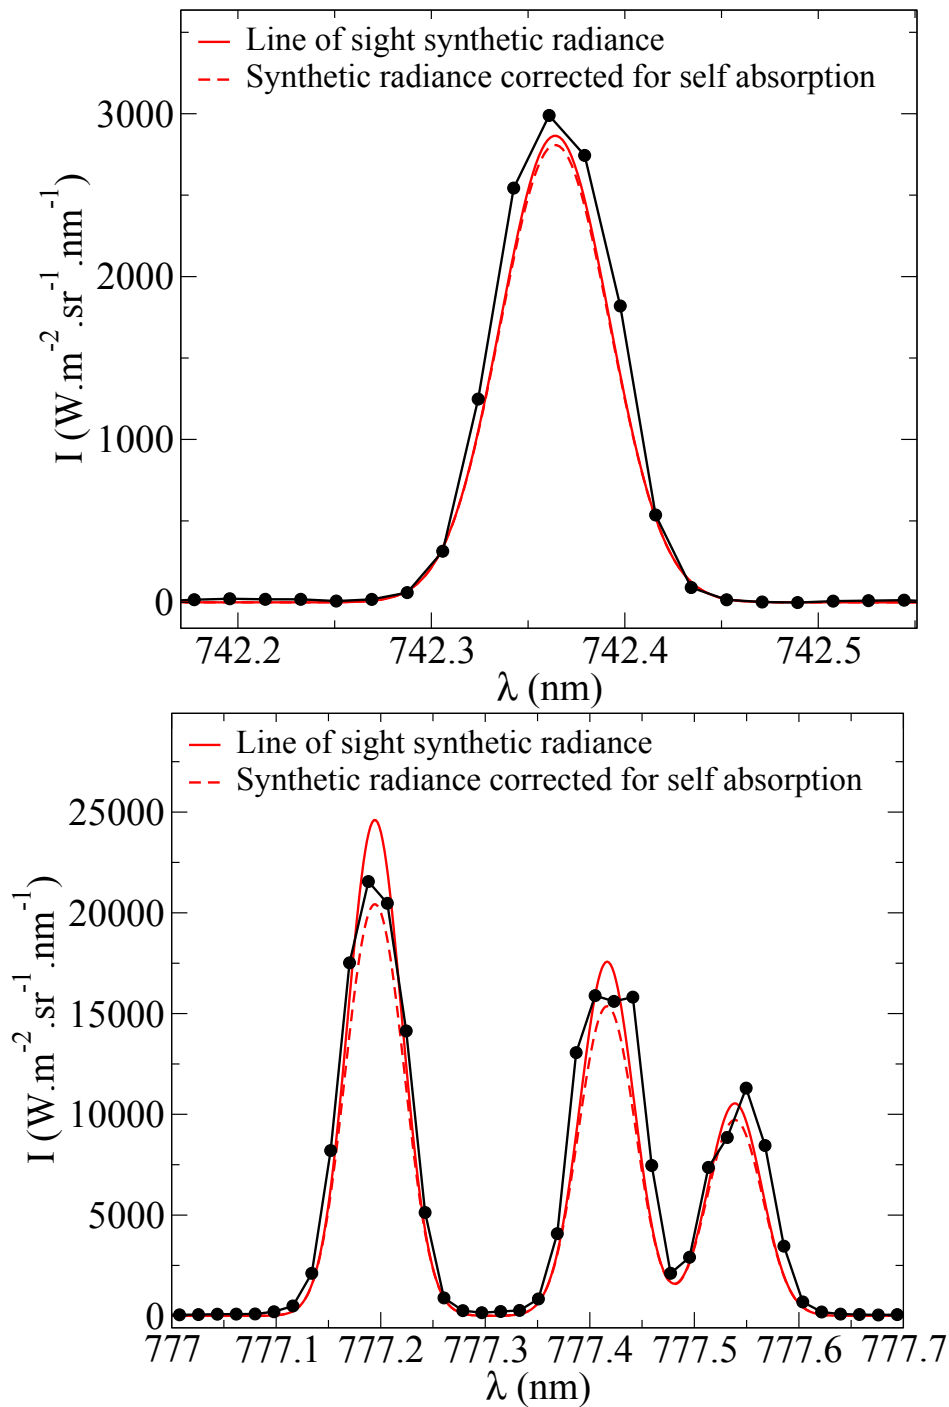 Line of sight synthetic radiance
Synthetic radiance corrected for self absorption
3000
2000
1000
0
I (W.m⁻².sr⁻¹.nm⁻¹)
742.2 742.3 742.4 742.5
λ (nm)
Line of sight synthetic radiance
Synthetic radiance corrected for self absorption
25000
20000
15000
10000
5000
0
I (W.m⁻².sr⁻¹.nm⁻¹)
777 777.1 777.2 777.3 777.4 777.5 777.6 777.7
λ (nm)